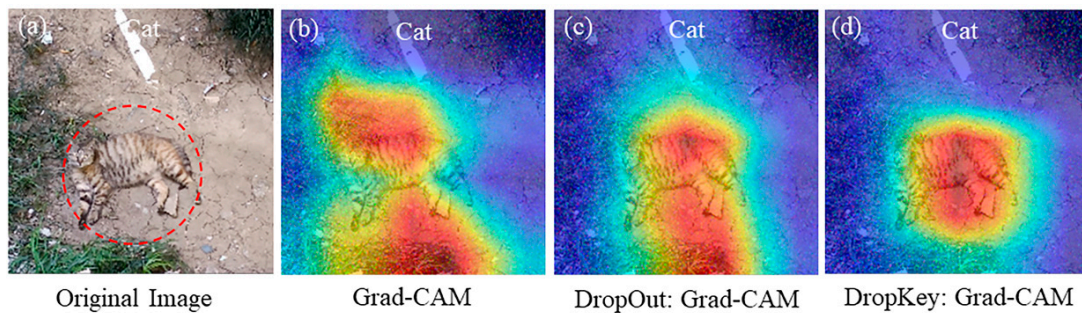 (a)
Cat
(b)
Cat
(c)
Cat
(d)
Cat
Original Image
Grad-CAM
DropOut: Grad-CAM
DropKey: Grad-CAM